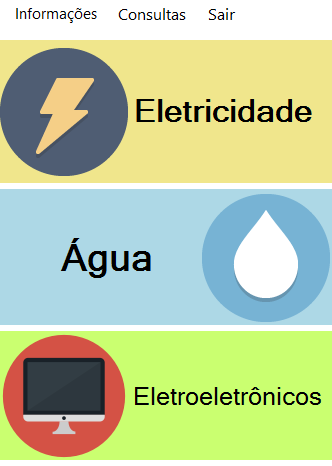 Informações Consultas Sair
Eletricidade
Água
Eletroeletrônicos